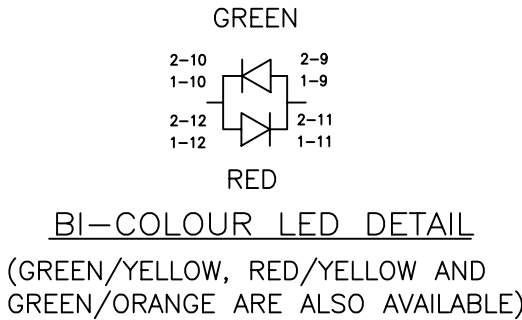 GREEN
2-10 2-9
1-10 1-9
2-12 2-11
1-12 1-11
RED
BI-COLOUR LED DETAIL
(GREEN/YELLOW, RED/YELLOW AND
GREEN/ORANGE ARE ALSO AVAILABLE)